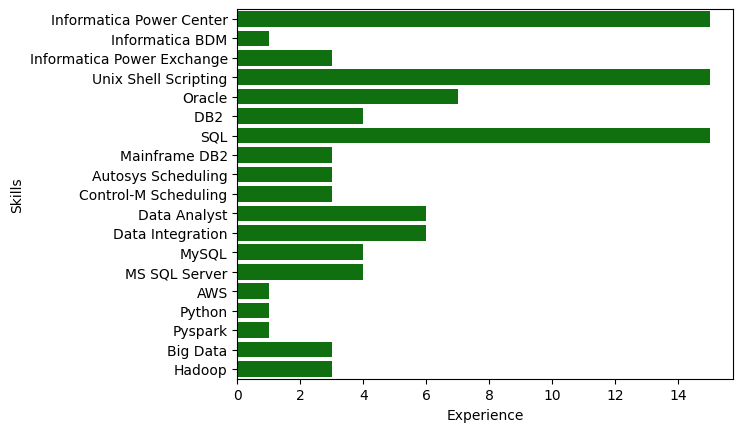 Informatica Power Center
Informatica BDM
Informatica Power Exchange
Unix Shell Scripting
Oracle
DB2
SQL
Mainframe DB2
Autosys Scheduling
Control-M Scheduling
Data Analyst
Data Integration
MySQL
MS SQL Server
AWS
Python
Pyspark
Big Data
Hadoop
Skills
0 2 4 6 8 10 12 14
Experience